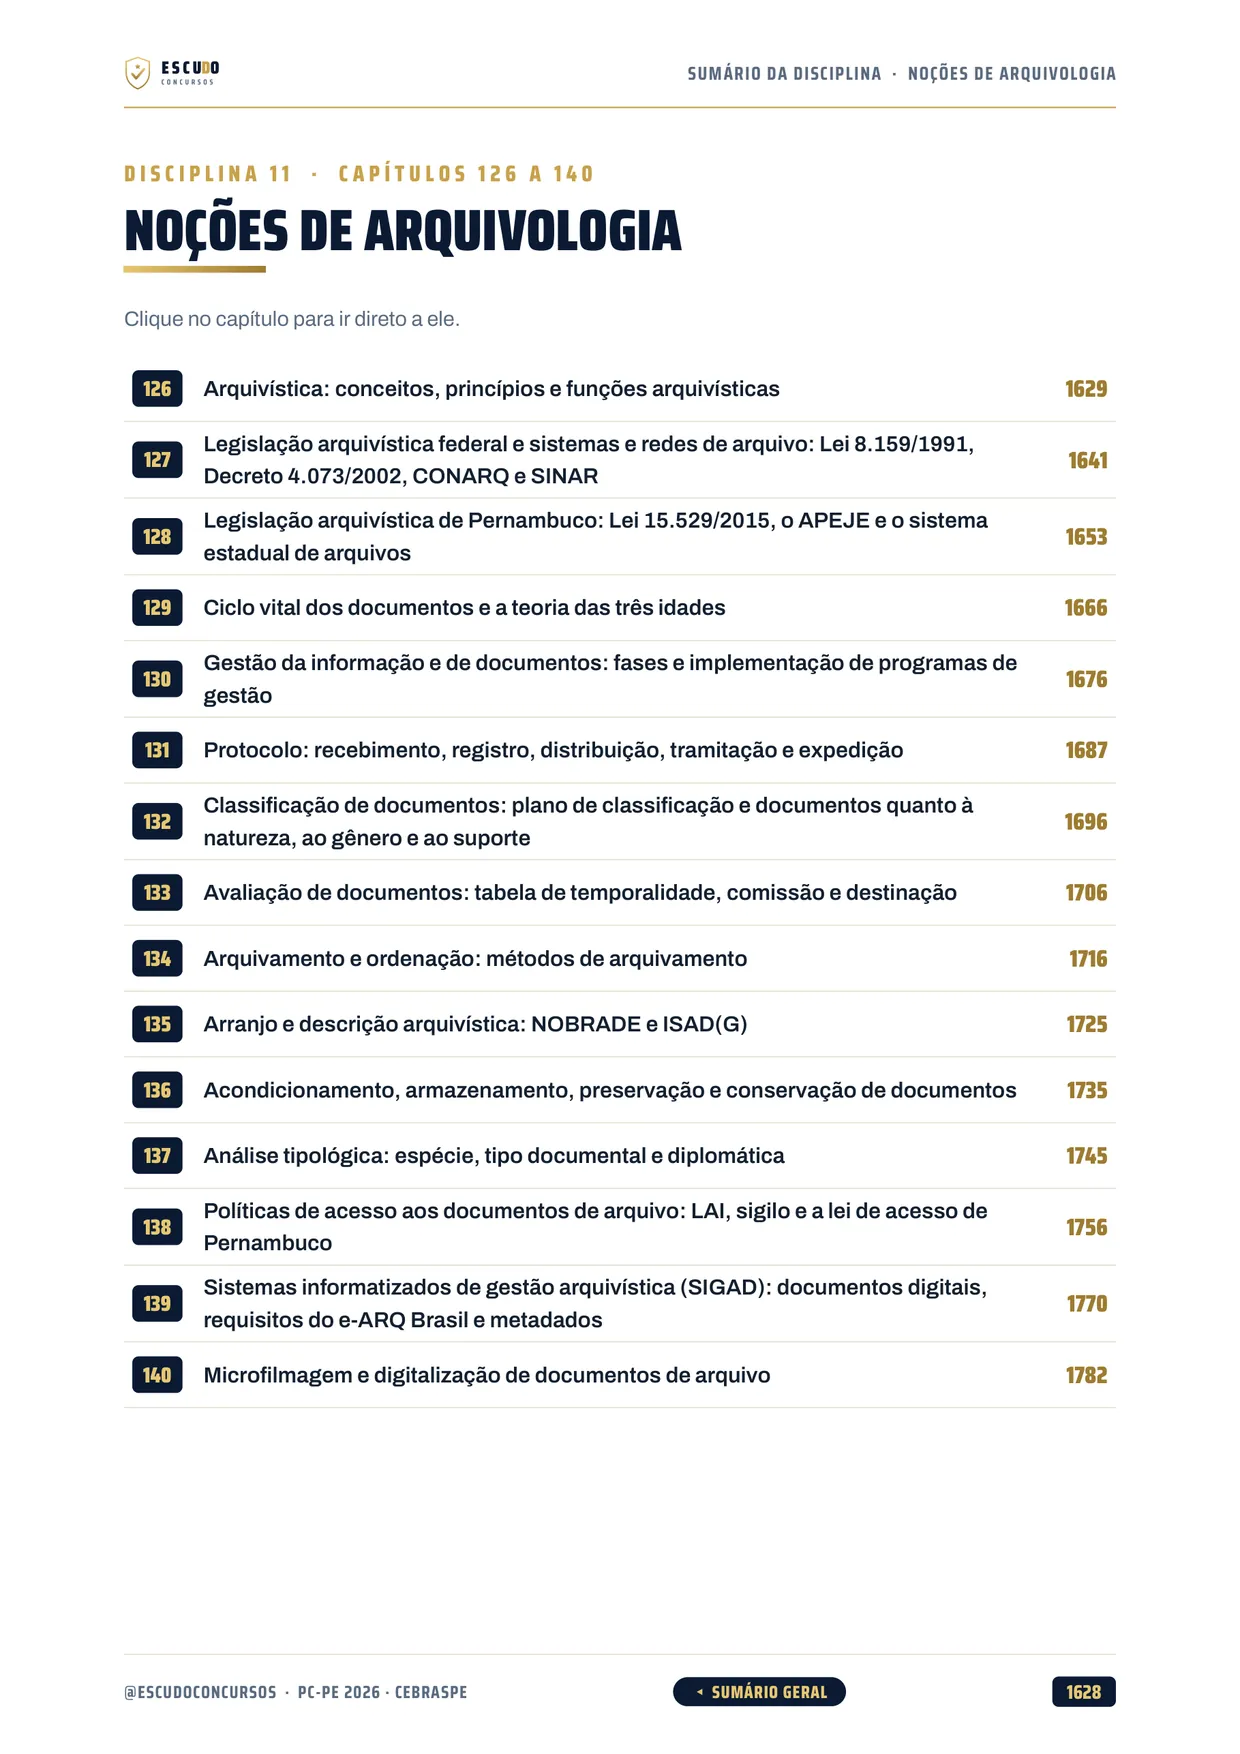 ESCUDO
CONCURSOS
SUMÁRIO DA DISCIPLINA · NOÇÕES DE ARQUIVOLOGIA
DISCIPLINA 11 · CAPÍTULOS 126 A 140
NOÇÕES DE ARQUIVOLOGIA
Clique no capítulo para ir direto a ele.
126 Arquivística: conceitos, princípios e funções arquivísticas 1629
127 Legislação arquivística federal e sistemas e redes de arquivo: Lei 8.159/1991,
Decreto 4.073/2002, CONARQ e SINAR 1641
128 Legislação arquivística de Pernambuco: Lei 15.529/2015, o APEJE e o sistema
estadual de arquivos 1653
129 Ciclo vital dos documentos e a teoria das três idades 1666
130 Gestão da informação e de documentos: fases e implementação de programas de
gestão 1676
131 Protocolo: recebimento, registro, distribuição, tramitação e expedição 1687
132 Classificação de documentos: plano de classificação e documentos quanto à
natureza, ao gênero e ao suporte 1696
133 Avaliação de documentos: tabela de temporalidade, comissão e destinação 1706
134 Arquivamento e ordenação: métodos de arquivamento 1716
135 Arranjo e descrição arquivística: NOBRADE e ISAD(G) 1725
136 Acondicionamento, armazenamento, preservação e conservação de documentos 1735
137 Análise tipológica: espécie, tipo documental e diplomática 1745
138 Políticas de acesso aos documentos de arquivo: LAI, sigilo e a lei de acesso de
Pernambuco 1756
139 Sistemas informatizados de gestão arquivística (SIGAD): documentos digitais,
requisitos do e-ARQ Brasil e metadados 1770
140 Microfilmagem e digitalização de documentos de arquivo 1782
@ESCUDOCONCURSOS · PC-PE 2026 · CEBRASPE
SUMÁRIO GERAL
1628